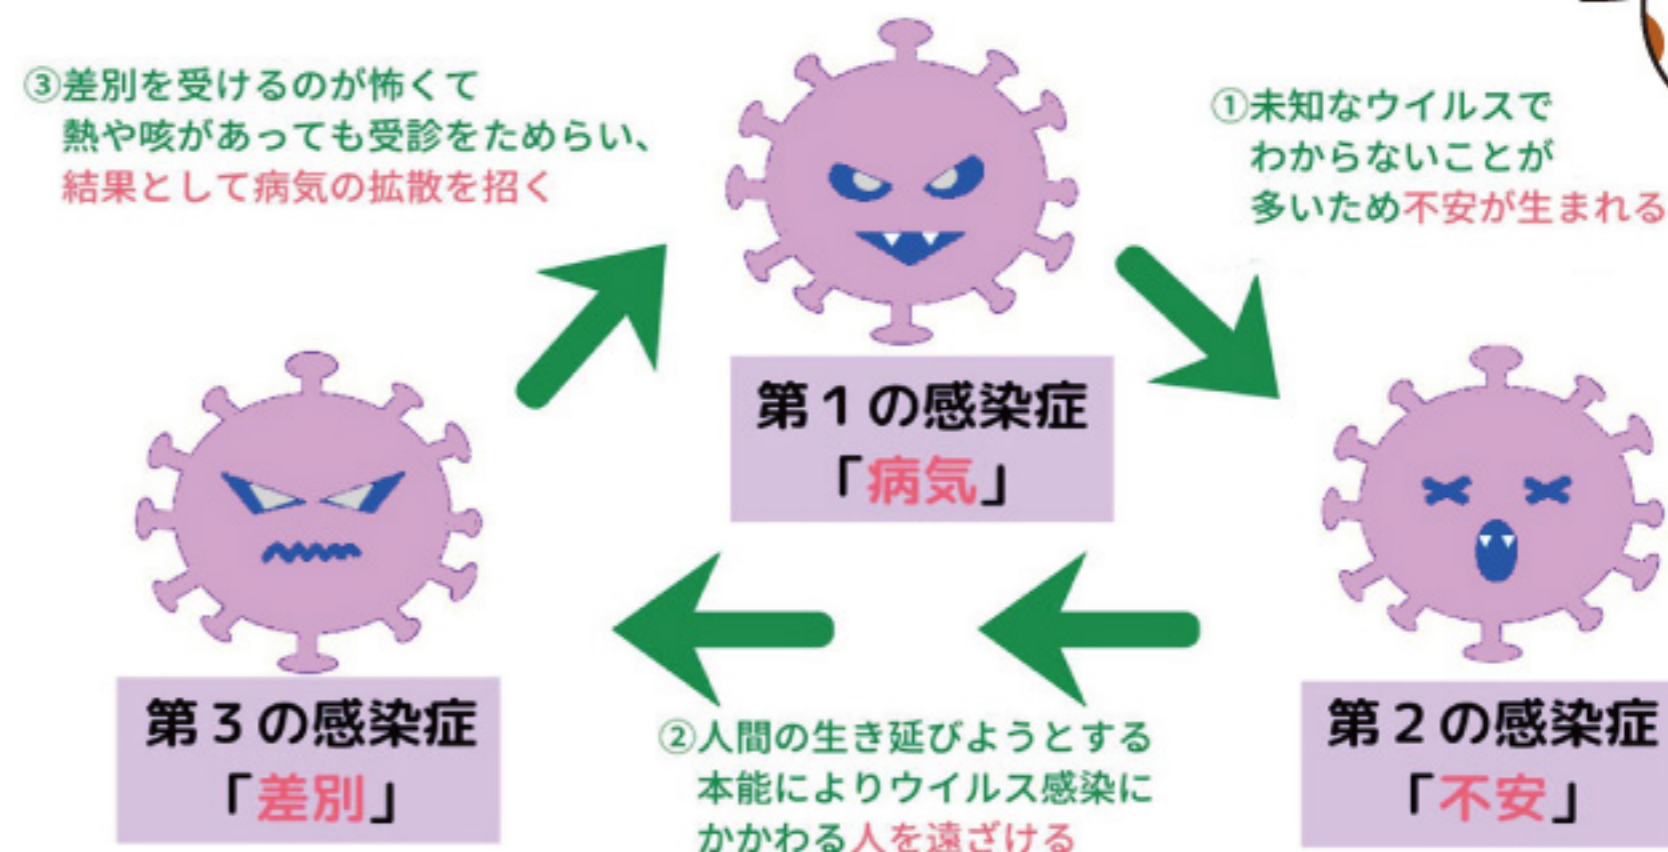 ③差別を受けるのが怖くて
熱や咳があっても受診をためらい、
結果として病気の拡散を招く
①未知なウイルスで
わからないことが
多いため不安が生まれる
第１の感染症
「病気」
第３の感染症
「差別」
②人間の生き延びようとする
本能によりウイルス感染に
かかわる人を遠ざける
第２の感染症
「不安」